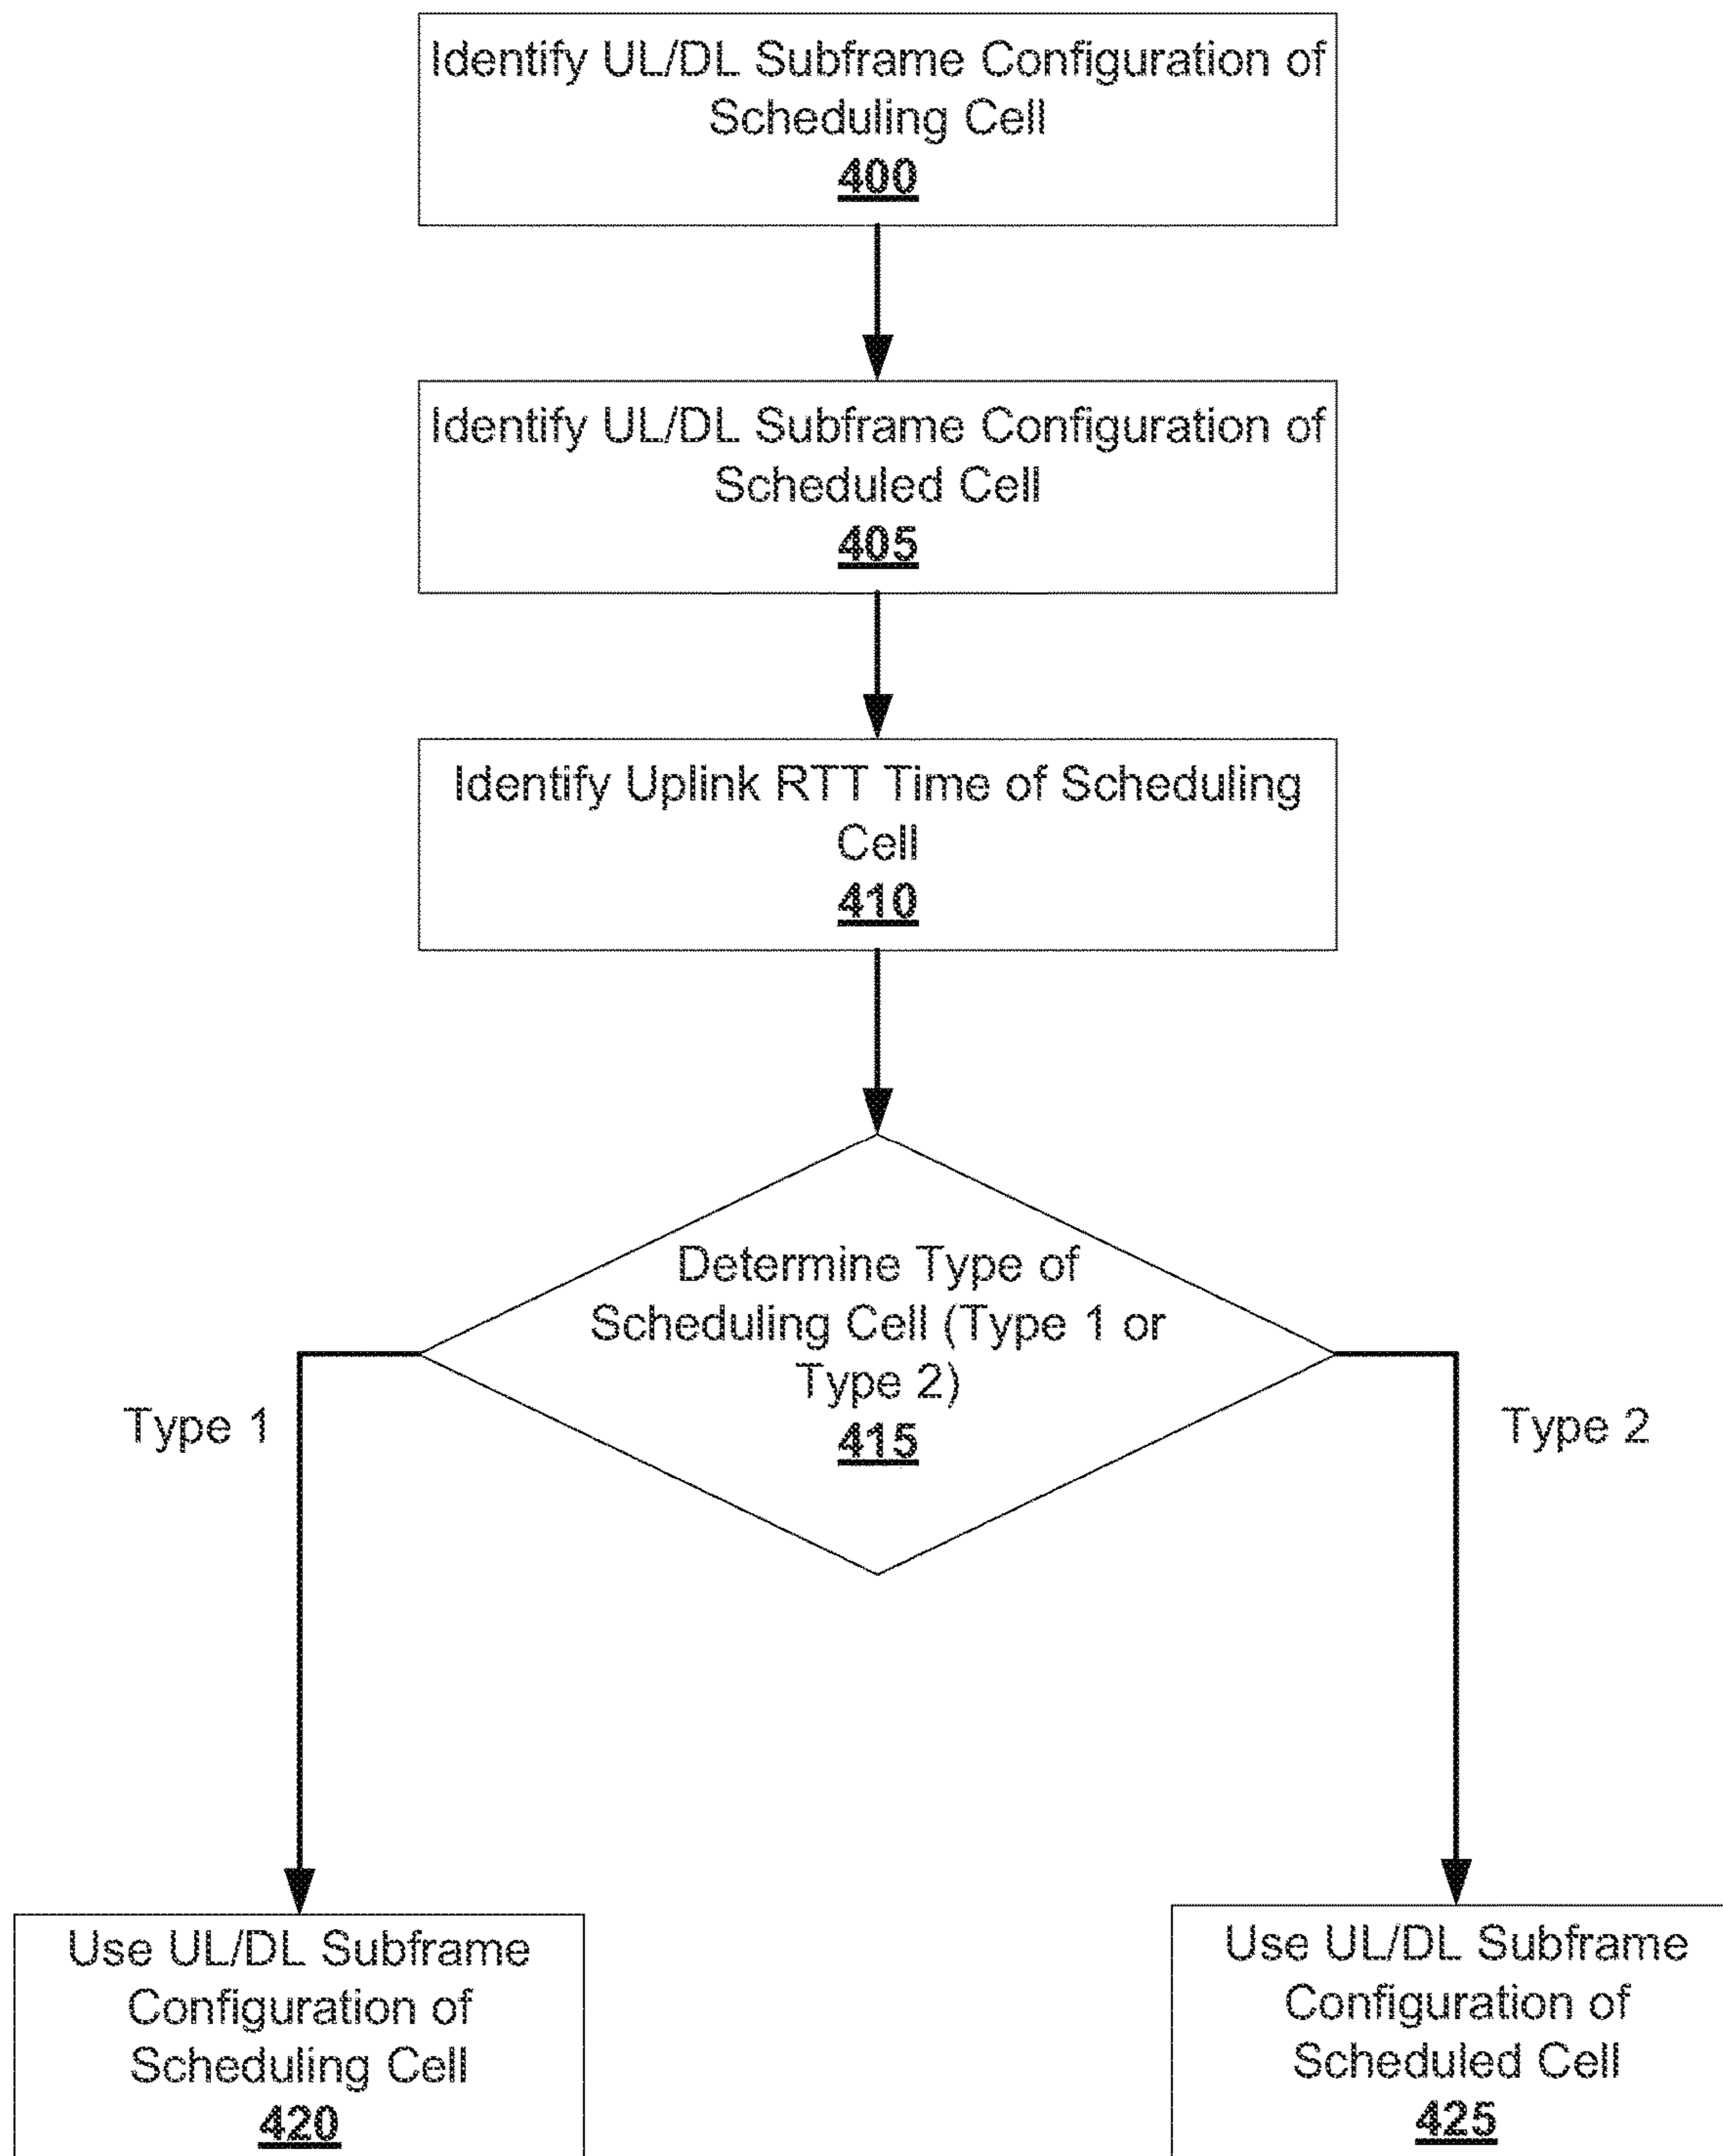 Identify UL/DL Subframe Configuration of
Scheduling Cell
400
Identify UL/DL Subframe Configuration of
Scheduled Cell
405
Identify Uplink RTT Time of Scheduling
Cell
410
Determine Type of
Scheduling Cell (Type 1 or
Type 2)
415
Type 1
Type 2
Use UL/DL Subframe
Configuration of
Scheduling Cell
420
Use UL/DL Subframe
Configuration of
Scheduled Cell
425